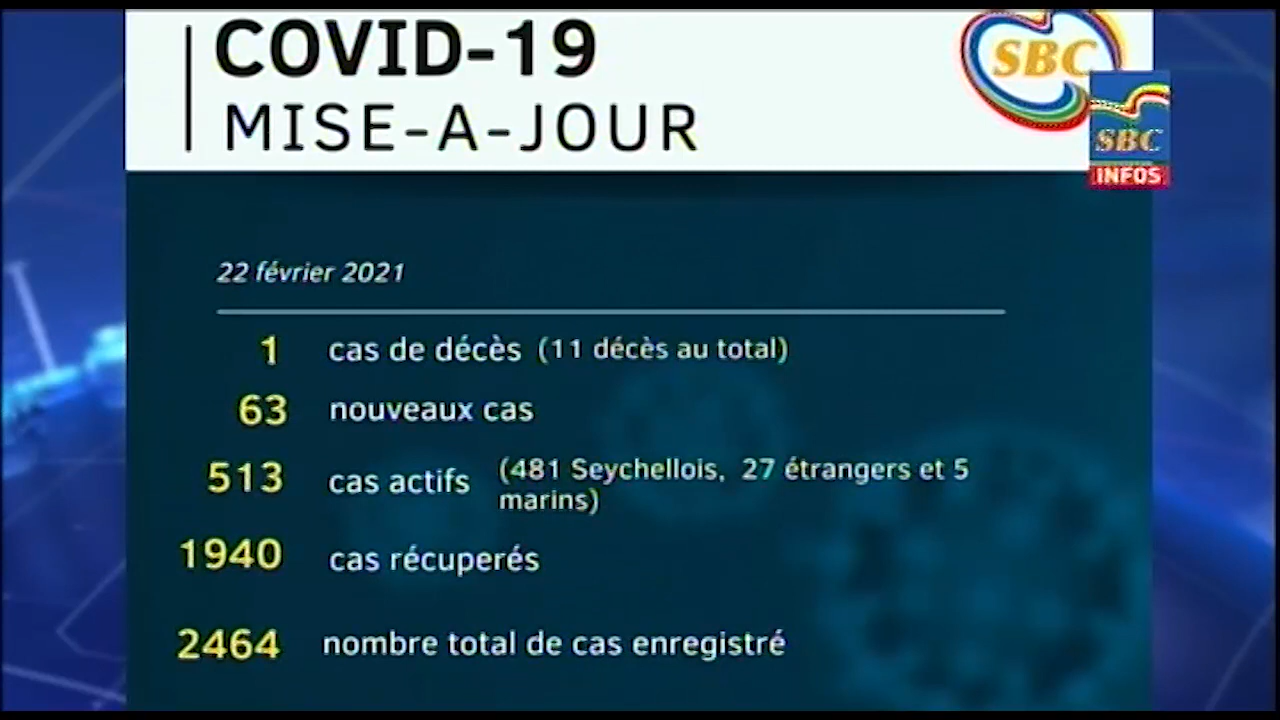 COVID-19
MISE-A-JOUR
SBC
SBC
INFOS
22 février 2021
1 cas de décès (11 décès au total)
63 nouveaux cas
513 cas actifs (481 Seychellois, 27 étrangers et 5
marins)
1940 cas récuperés
2464 nombre total de cas enregistré